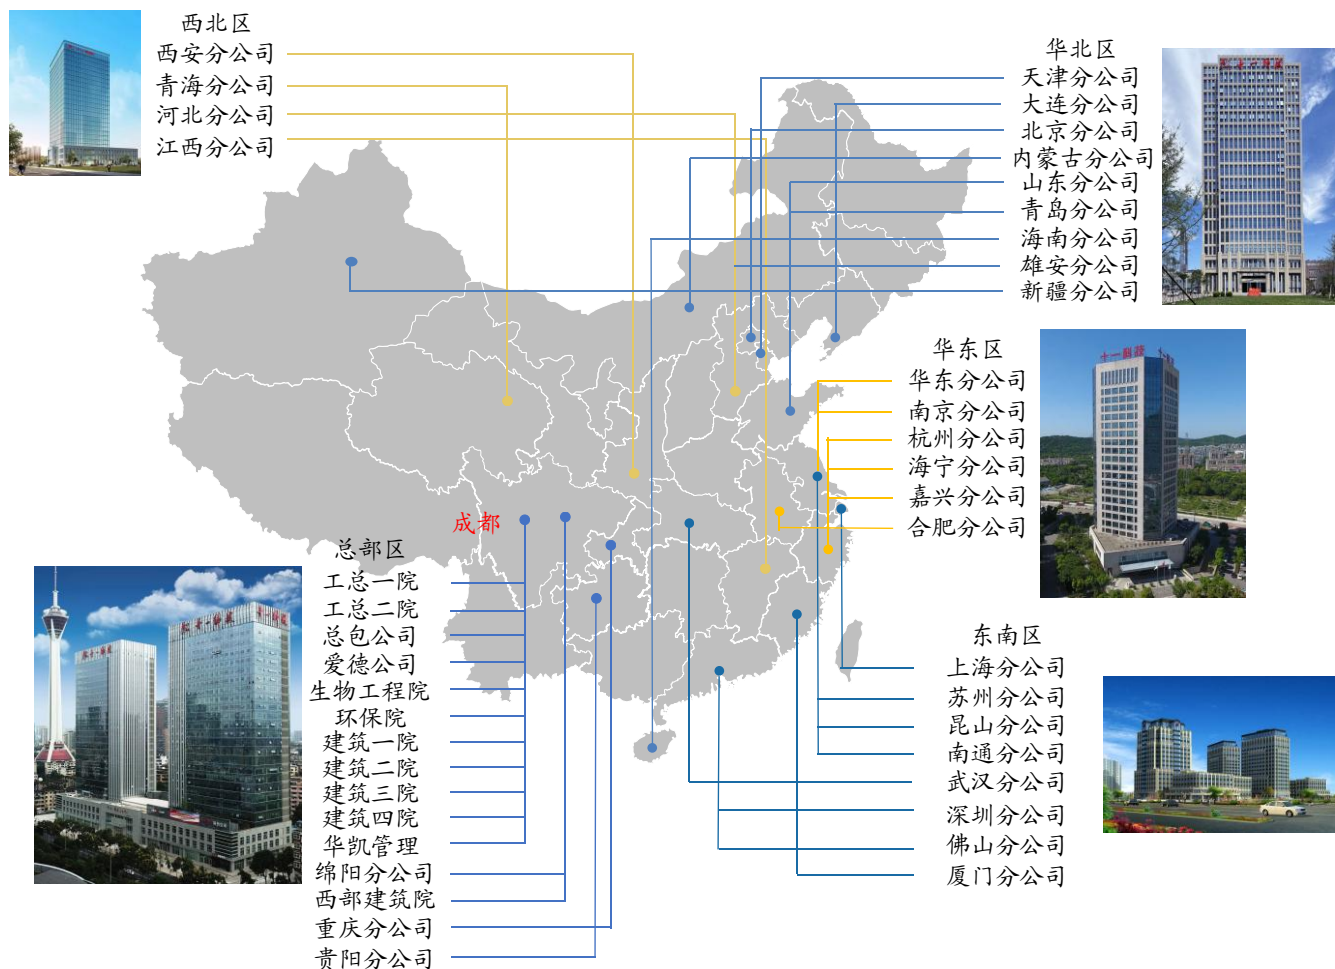 西北区
西安分公司
青海分公司
河北分公司
江西分公司
华北区
天津分公司
大连分公司
北京分公司
内蒙古分公司
山东分公司
青岛分公司
海南分公司
雄安分公司
新疆分公司
华东区
华东分公司
南京分公司
杭州分公司
海宁分公司
嘉兴分公司
合肥分公司
成都
总部区
工总一院
工总二院
总包公司
爱德公司
生物工程院
环保院
建筑一院
建筑二院
建筑三院
建筑四院
华凯管理
绵阳分公司
西部建筑院
重庆分公司
贵阳分公司
东南区
上海分公司
苏州分公司
昆山分公司
南通分公司
武汉分公司
深圳分公司
佛山分公司
厦门分公司